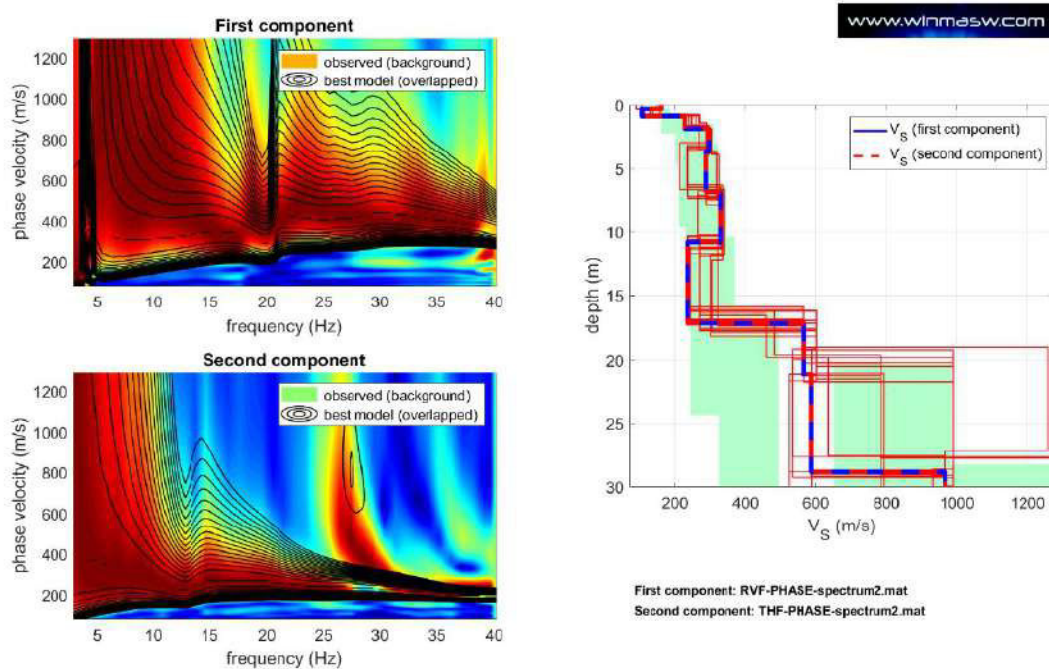 www.winmasw.com
First component
observed (background)
best model (overlapped)
phase velocity (m/s)
1200
1000
800
600
400
200
5
10
15
20
25
30
35
40
frequency (Hz)
Second component
observed (background)
best model (overlapped)
phase velocity (m/s)
1200
1000
800
600
400
200
5
10
15
20
25
30
35
40
frequency (Hz)
V_S (first component)
V_S (second component)
depth (m)
0
5
10
15
20
25
30
200
400
600
800
1000
1200
V_S (m/s)
First component: RVF-PHASE-spectrum2.mat
Second component: THF-PHASE-spectrum2.mat